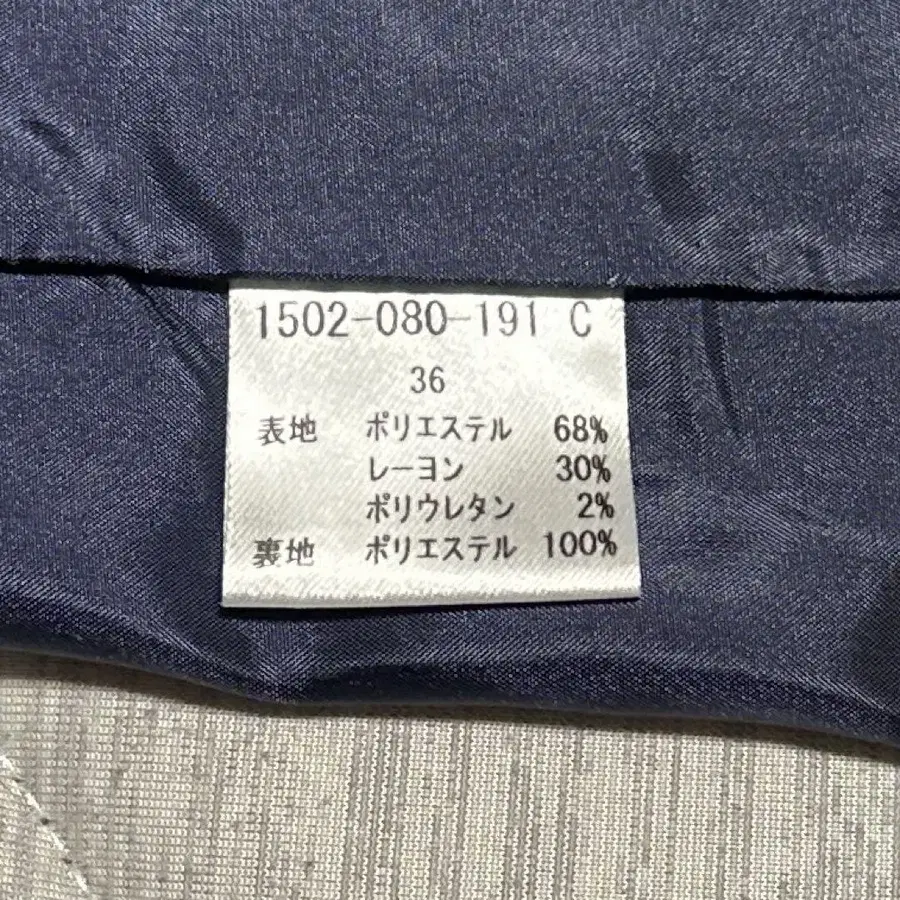 1502-080-191 C
36
表地 ポリエステル 68%
レーヨン 30%
ポリウレタン 2%
裏地 ポリエステル 100%